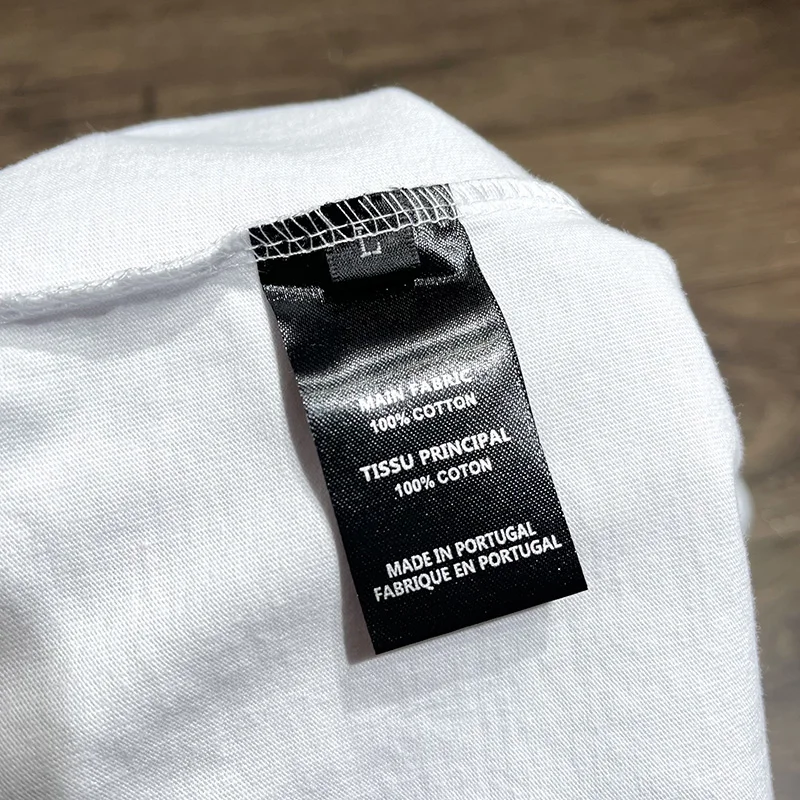 L
MAIN FABRIC
100% COTTON
TISSU PRINCIPAL
100% COTON
MADE IN PORTUGAL
FABRIQUE EN PORTUGAL